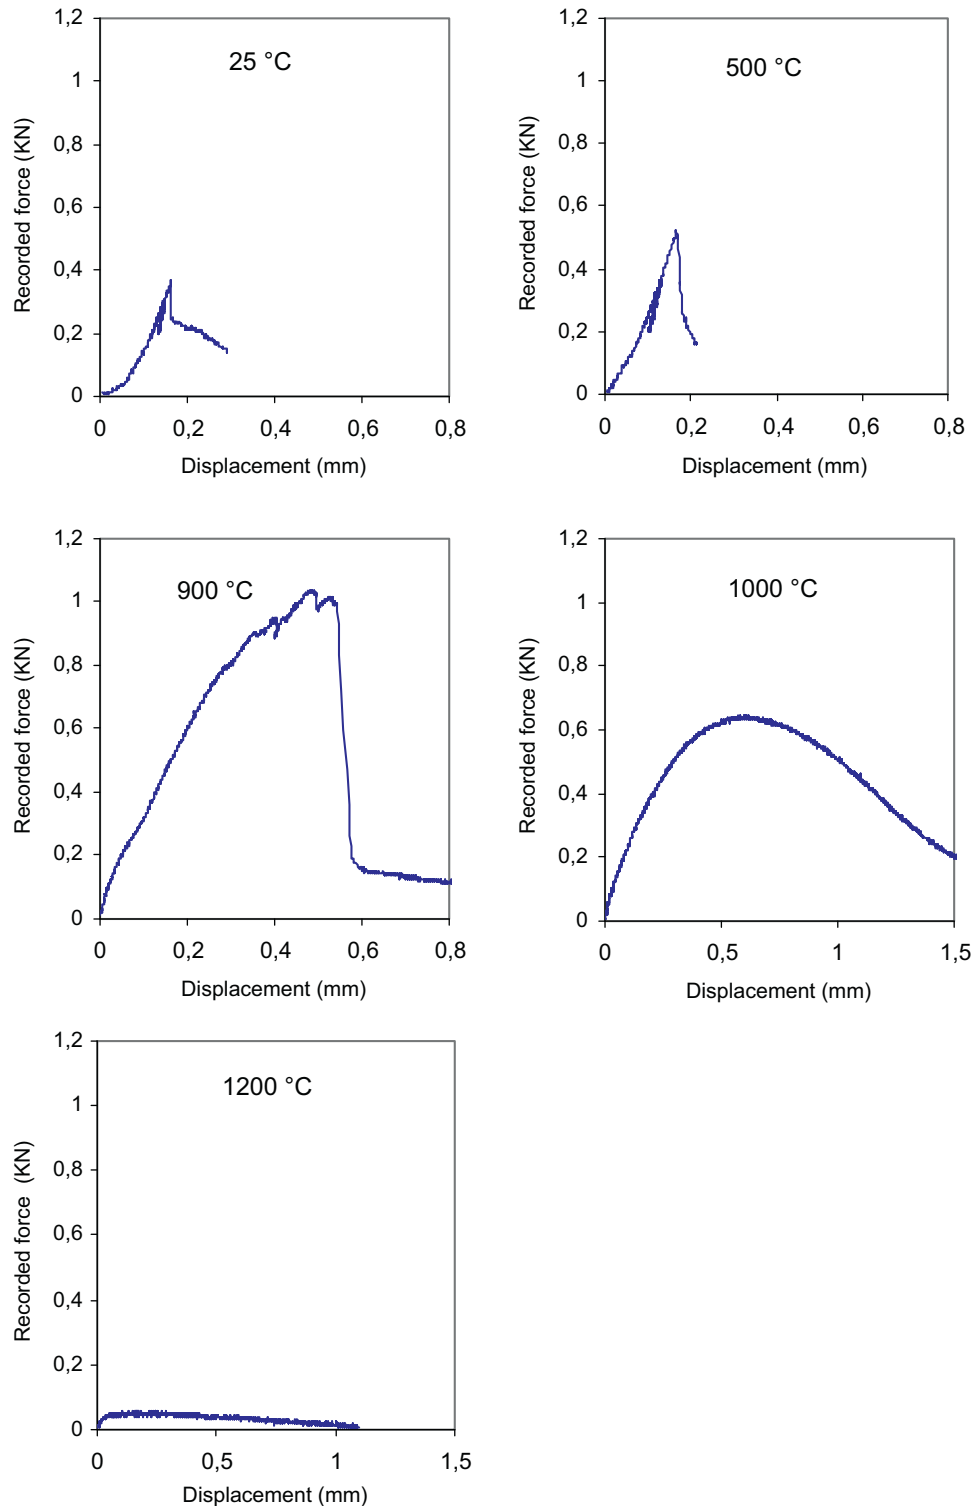 1,2
1
0,8
0,6
0,4
0,2
0
Recorded force (KN)
25 °C
0 0,2 0,4 0,6 0,8
Displacement (mm)
1,2
1
0,8
0,6
0,4
0,2
0
Recorded force (KN)
500 °C
0 0,2 0,4 0,6 0,8
Displacement (mm)
1,2
1
0,8
0,6
0,4
0,2
0
Recorded force (KN)
900 °C
0 0,2 0,4 0,6 0,8
Displacement (mm)
1,2
1
0,8
0,6
0,4
0,2
0
Recorded force (KN)
1000 °C
0 0,5 1 1,5
Displacement (mm)
1,2
1
0,8
0,6
0,4
0,2
0
Recorded force (KN)
1200 °C
0 0,5 1 1,5
Displacement (mm)